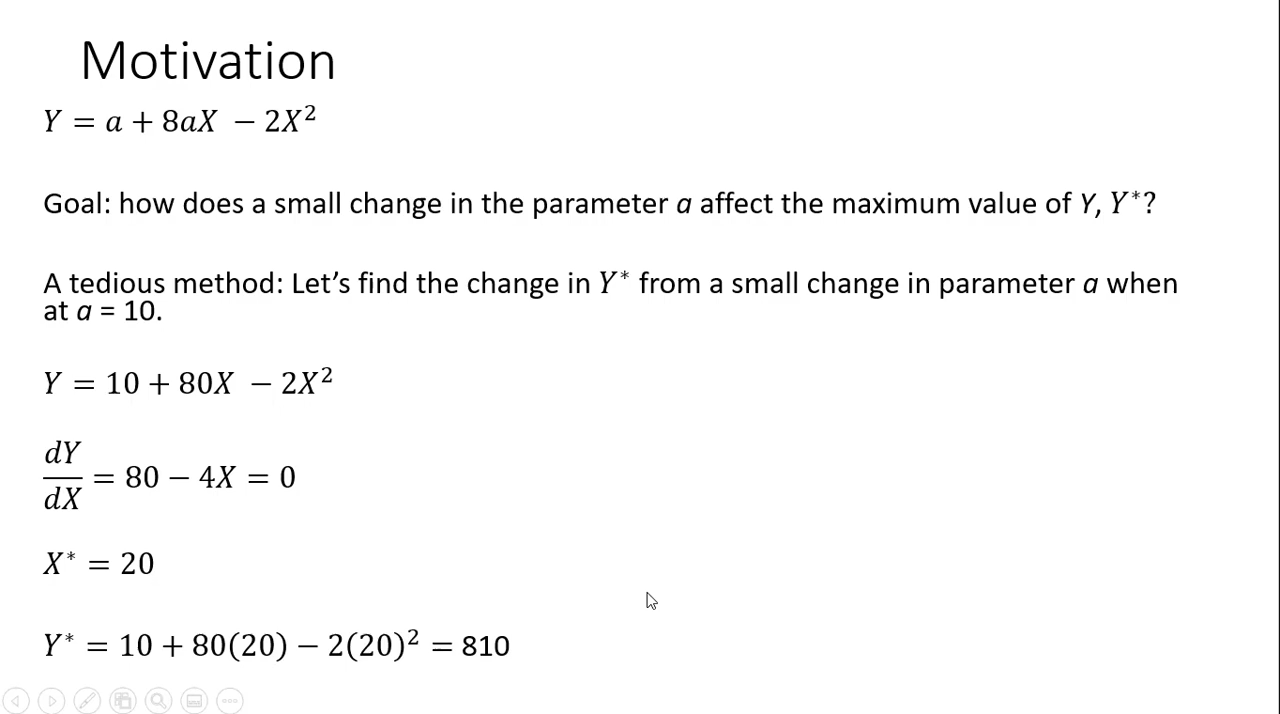 Motivation
Y = a + 8aX − 2X²
Goal: how does a small change in the parameter a affect the maximum value of Y, Y*?
A tedious method: Let’s find the change in Y* from a small change in parameter a when
at a = 10.
Y = 10 + 80X − 2X²
dY/dX = 80 − 4X = 0
X* = 20
Y* = 10 + 80(20) − 2(20)² = 810